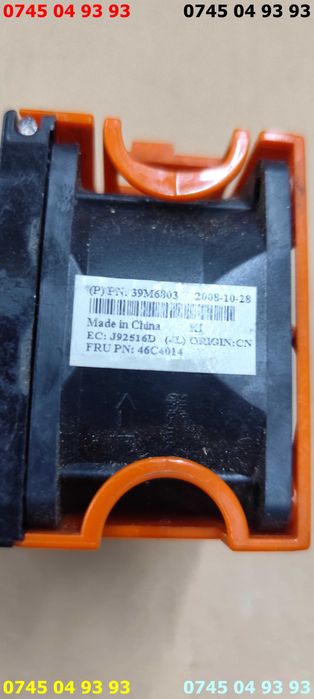 0745 04 93 93 0745 04 93 93
(P) PN: 39M6803 2008-10-28
Made in China
EC: J92516D ORIGIN:CN
FRU PN: 46C4014
0745 04 93 93 0745 04 93 93